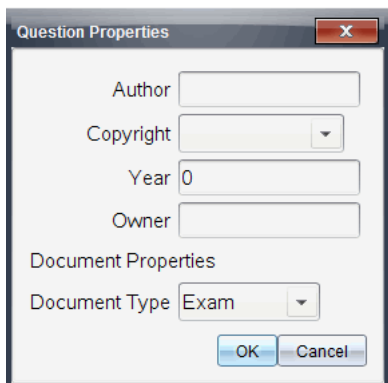 Question Properties
Author
Copyright
Year 0
Owner
Document Properties
Document Type Exam
OK Cancel